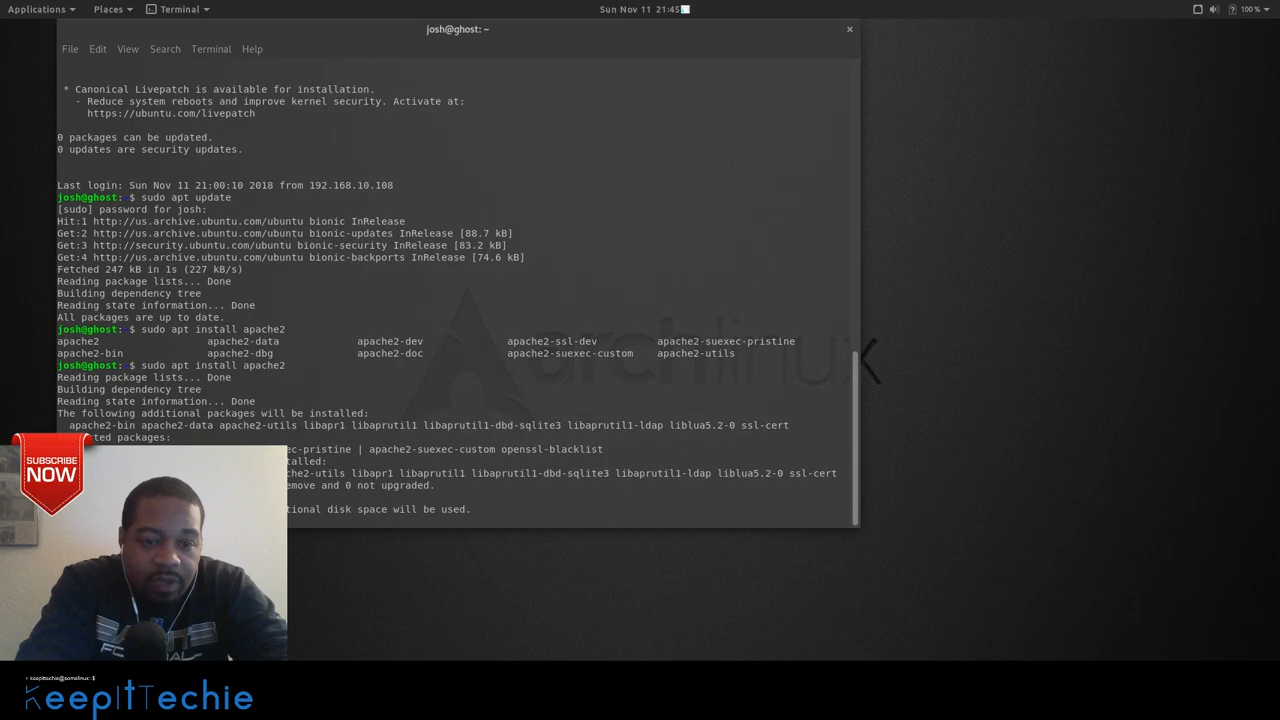 Applications Places Terminal Sun Nov 11 21:45 100%
josh@ghost: ~
File Edit View Search Terminal Help
* Canonical Livepatch is available for installation.
- Reduce system reboots and improve kernel security. Activate at:
https://ubuntu.com/livepatch
0 packages can be updated.
0 updates are security updates.
Last login: Sun Nov 11 21:00:10 2018 from 192.168.10.108
josh@ghost:~$ sudo apt update
[sudo] password for josh:
Hit:1 http://us.archive.ubuntu.com/ubuntu bionic InRelease
Get:2 http://us.archive.ubuntu.com/ubuntu bionic-updates InRelease [88.7 kB]
Get:3 http://security.ubuntu.com/ubuntu bionic-security InRelease [83.2 kB]
Get:4 http://us.archive.ubuntu.com/ubuntu bionic-backports InRelease [74.6 kB]
Fetched 247 kB in 1s (227 kB/s)
Reading package lists... Done
Building dependency tree
Reading state information... Done
All packages are up to date.
josh@ghost:~$ sudo apt install apache2
apache2 apache2-data apache2-dev apache2-ssl-dev apache2-suexec-pristine
apache2-bin apache2-dbg apache2-doc apache2-suexec-custom apache2-utils
josh@ghost:~$ sudo apt install apache2
Reading package lists... Done
Building dependency tree
Reading state information... Done
The following additional packages will be installed:
apache2-bin apache2-data apache2-utils libapr1 libaprutil1 libaprutil1-dbd-sqlite3 libaprutil1-ldap liblua5.2-0 ssl-cert
ted packages:
ec-pristine | apache2-suexec-custom openssl-blacklist
talled:
che2-utils libapr1 libaprutil1 libaprutil1-dbd-sqlite3 libaprutil1-ldap liblua5.2-0 ssl-cert
emove and 0 not upgraded.
tional disk space will be used.
archlinux
SUBSCRIBE
NOW
> keepittechie@somelinux:-$
KeepItTechie